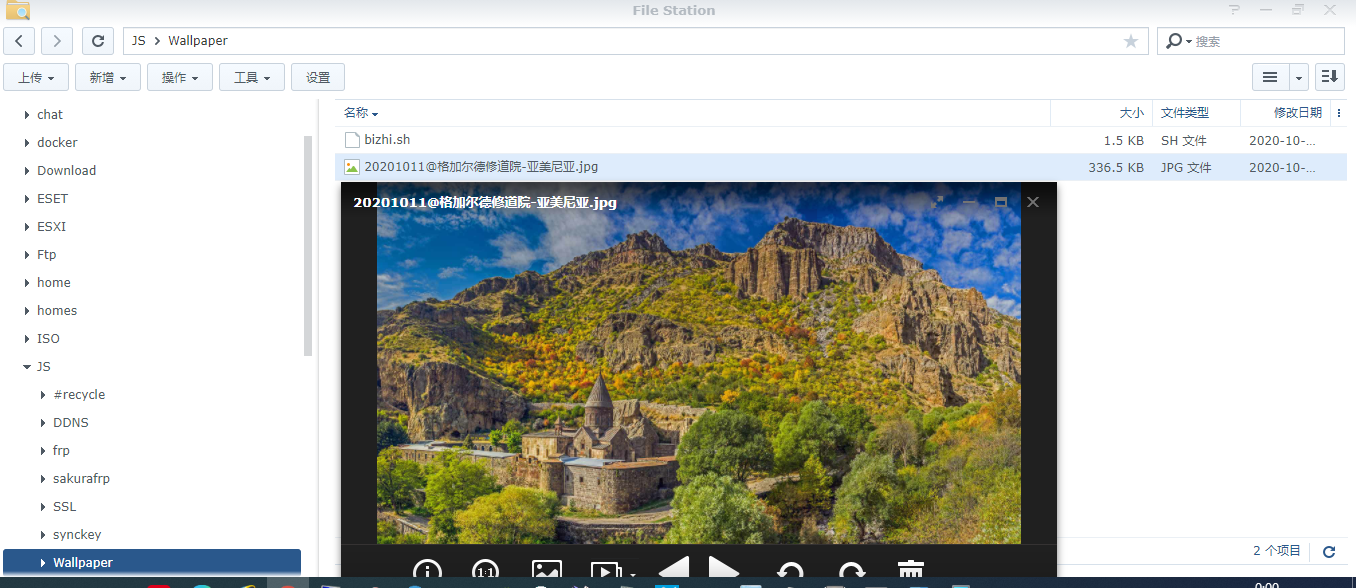 File Station
JS > Wallpaper
搜索
上传 新增 操作 工具 设置
名称 大小 文件类型 修改日期
bizhi.sh 1.5 KB SH 文件 2020-10-...
20201011@格加尔德修道院-亚美尼亚.jpg 336.5 KB JPG 文件 2020-10-...
20201011@格加尔德修道院-亚美尼亚.jpg
chat
docker
Download
ESET
ESXI
Ftp
home
homes
ISO
JS
#recycle
DDNS
frp
sakurafrp
SSL
synckey
Wallpaper
1:1
2 个项目
0:00